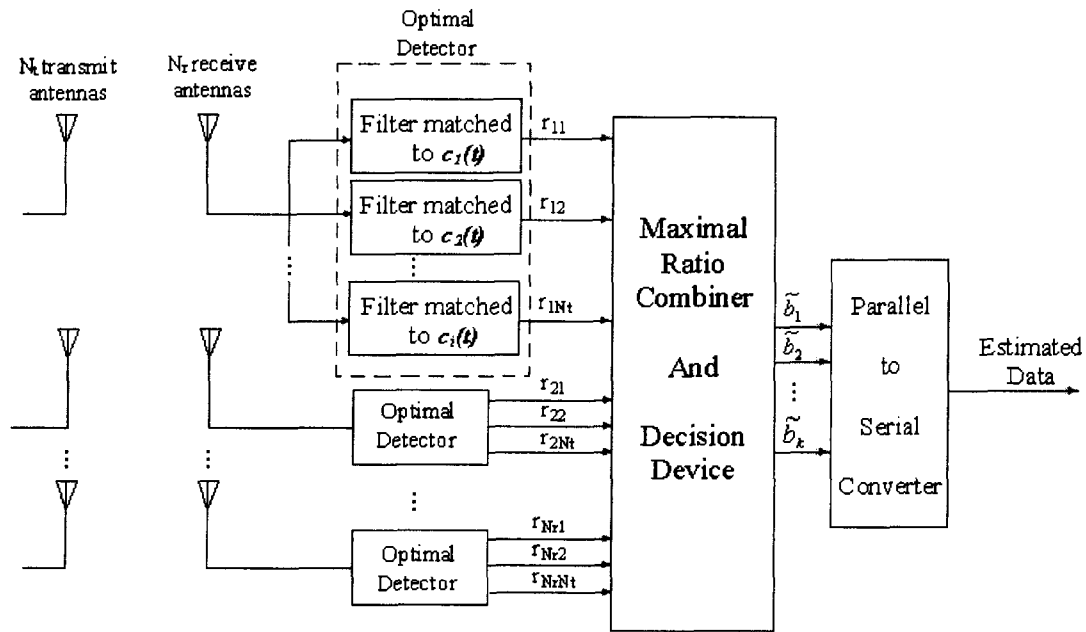 Optimal
Detector
Nt transmit
antennas
Nr receive
antennas
Filter matched
to c1(t)
r11
Filter matched
to c2(t)
r12
⋮
⋮
Filter matched
to ci(t)
r1Nt
Maximal
Ratio
Combiner
And
Decision
Device
b̃1
b̃2
...
b̃k
Parallel
to
Serial
Converter
Estimated
Data
Optimal
Detector
r21
r22
r2Nt
⋮
Optimal
Detector
rNr1
rNr2
rNrNt